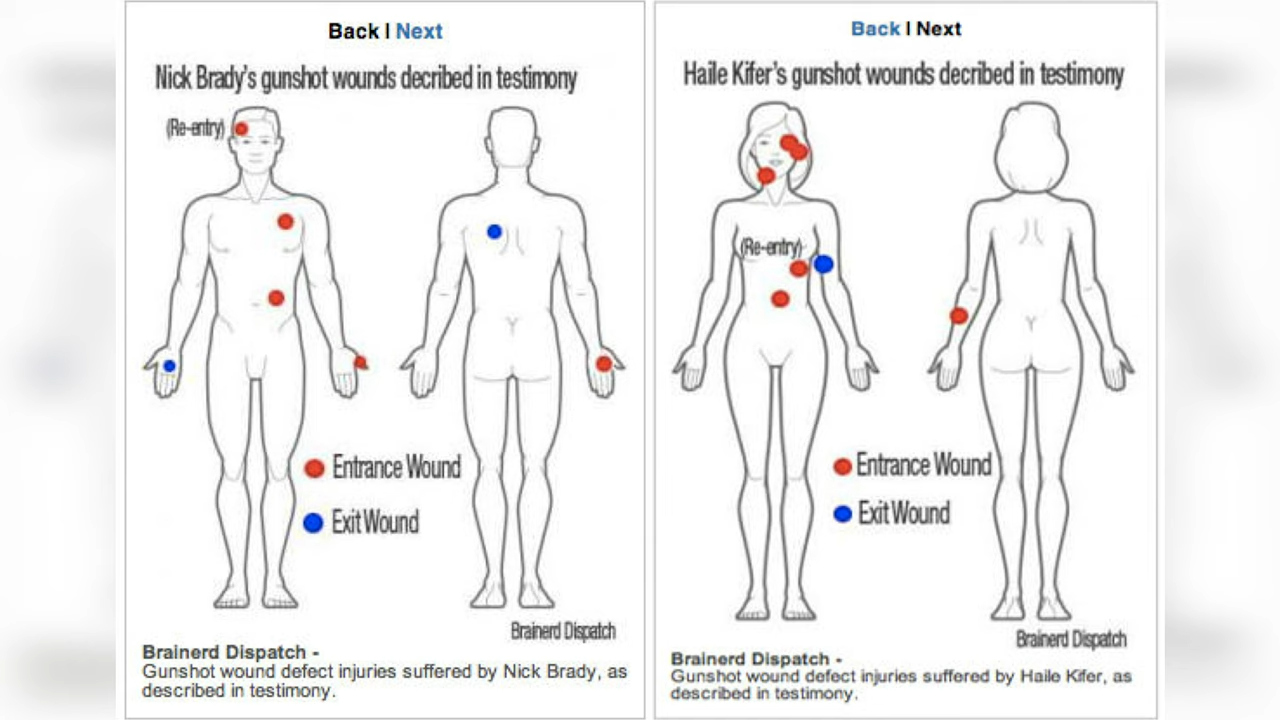 Back | Next
Nick Brady's gunshot wounds decribed in testimony
(Re-entry)
Entrance Wound
Exit Wound
Brainerd Dispatch
Brainerd Dispatch -
Gunshot wound defect injuries suffered by Nick Brady, as
described in testimony.
Back | Next
Haile Kifer's gunshot wounds decribed in testimony
(Re-entry)
Entrance Wound
Exit Wound
Brainerd Dispatch
Brainerd Dispatch -
Gunshot wound defect injuries suffered by Haile Kifer, as
described in testimony.